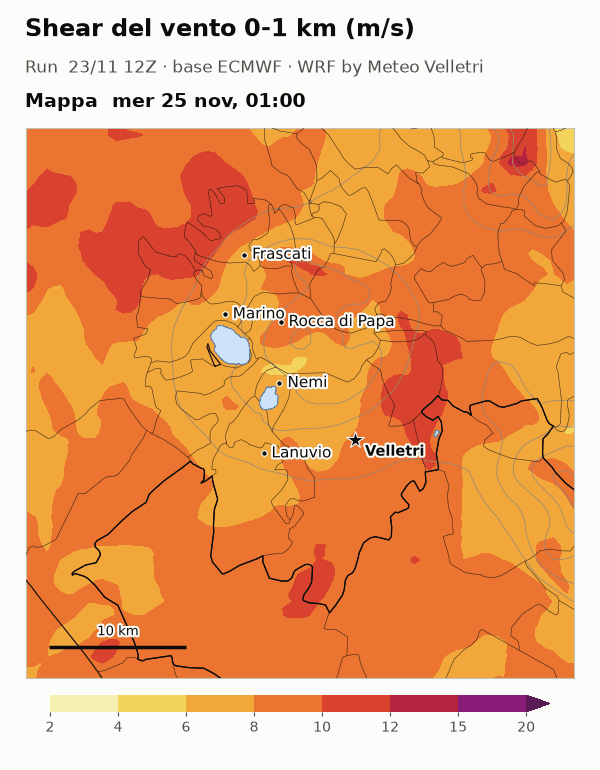 Shear del vento 0-1 km (m/s)
Run  23/11 12Z · base ECMWF · WRF by Meteo Velletri
Mappa  mer 25 nov, 01:00
Frascati
Marino
Rocca di Papa
Nemi
Velletri
Lanuvio
10 km
2 4 6 8 10 12 15 20